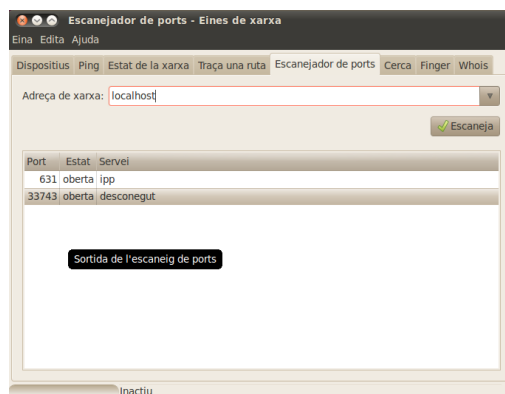 Escanejador de ports - Eines de xarxa
Eina Edita Ajuda
Dispositius Ping Estat de la xarxa Traça una ruta Escanejador de ports Cerca Finger Whois
Adreça de xarxa: localhost
Escaneja
Port Estat Servei
631 oberta ipp
33743 oberta desconegut
Sortida de l'escaneig de ports
Inactiu